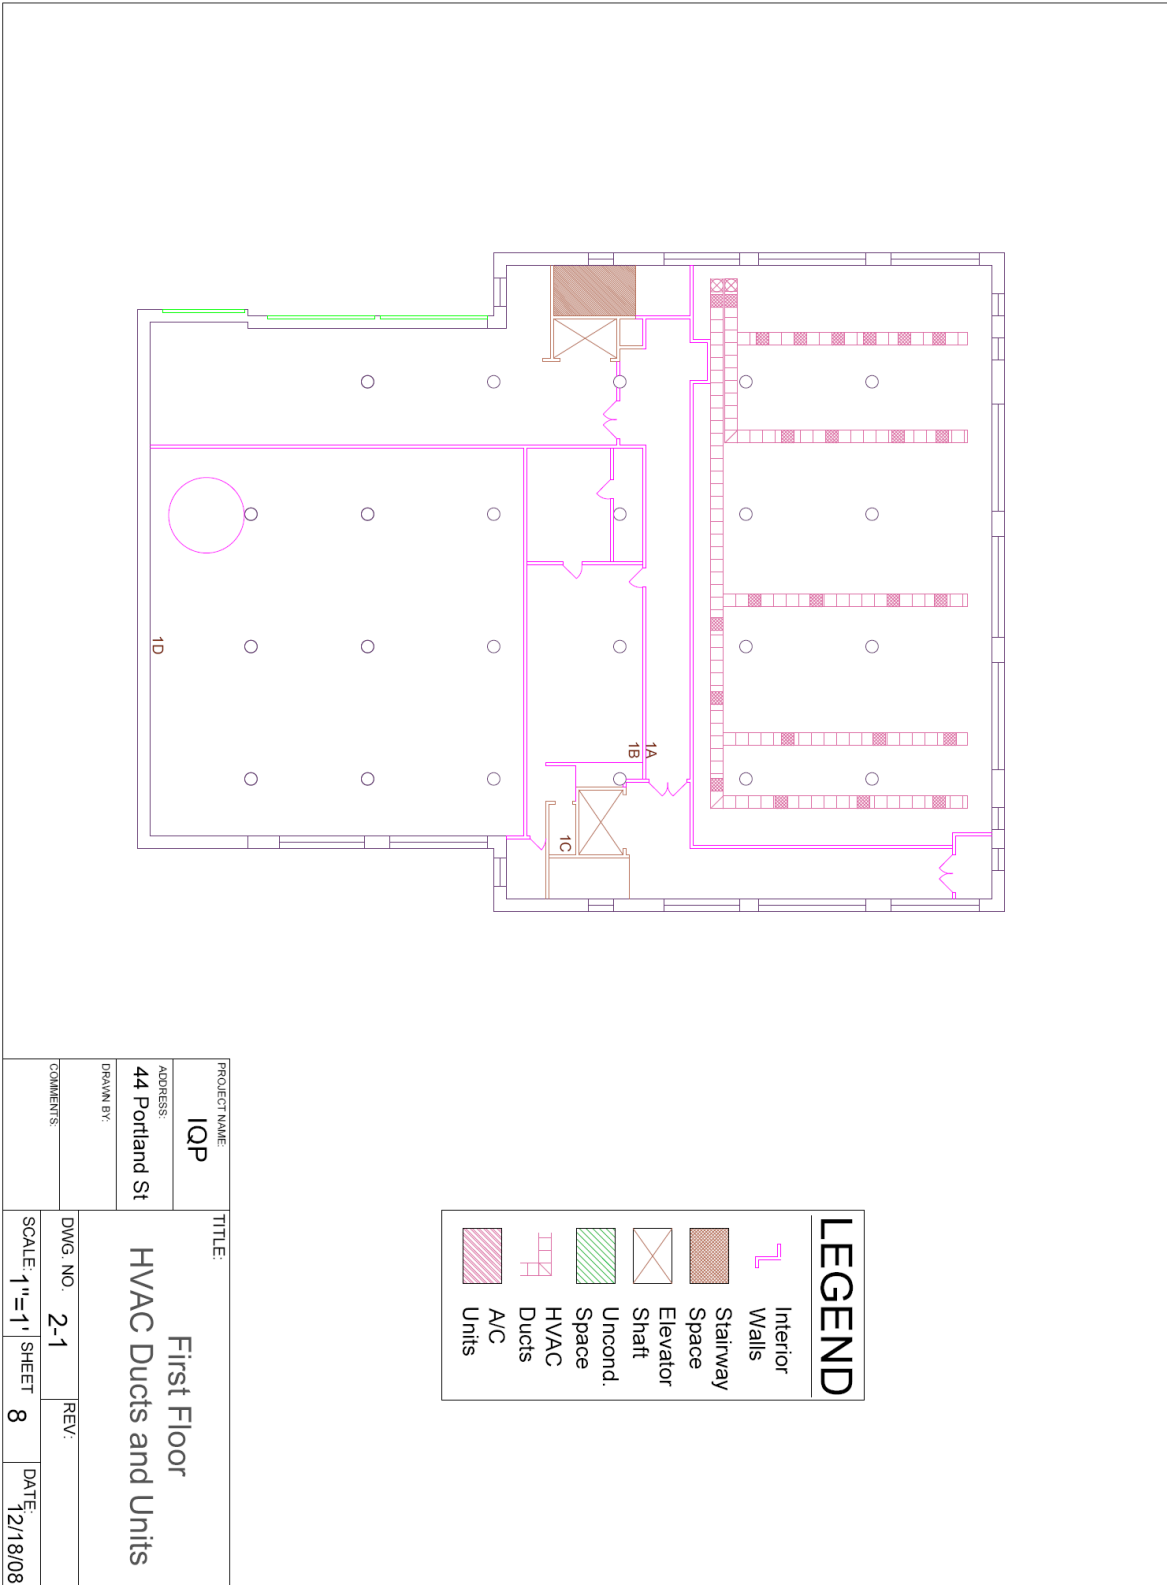 1A
1B
1C
1D
LEGEND
Interior
Walls
Stairway
Space
Elevator
Shaft
Uncond.
Space
HVAC
Ducts
A/C
Units
PROJECT NAME:
IQP
ADDRESS:
44 Portland St
DRAWN BY:
COMMENTS:
TITLE:
First Floor
HVAC Ducts and Units
DWG. NO.
2-1
REV:
SCALE: 1"=1'
SHEET 8
DATE: 12/18/08